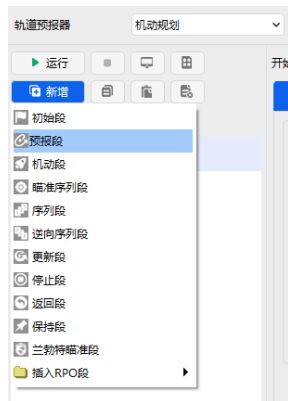 轨道预报器 机动规划
运行 开始
新增
初始段
预报段
机动段
瞄准序列段
序列段
逆向序列段
更新段
停止段
返回段
保持段
兰勃特瞄准段
插入RPO段